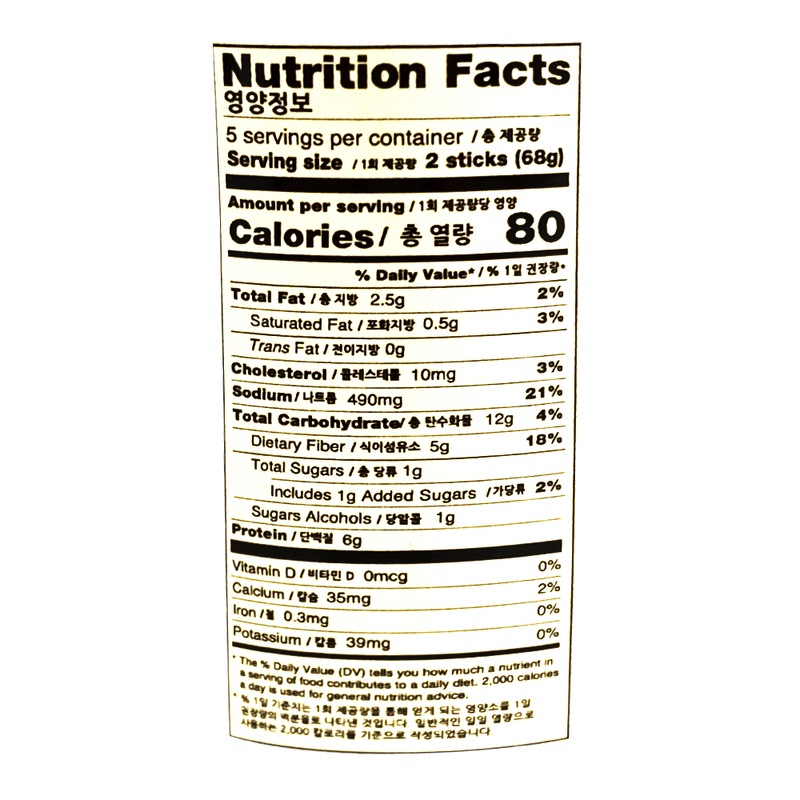 Nutrition Facts
영양정보
5 servings per container / 총 제공량
Serving size / 1회 제공량 2 sticks (68g)
Amount per serving / 1회 제공량당 영양
Calories / 총 열량 80
% Daily Value* / % 1일 권장량*
Total Fat / 총 지방 2.5g 2%
Saturated Fat / 포화지방 0.5g 3%
Trans Fat / 전이지방 0g
Cholesterol / 콜레스테롤 10mg 3%
Sodium / 나트륨 490mg 21%
Total Carbohydrate/ 총 탄수화물 12g 4%
Dietary Fiber / 식이섬유소 5g 18%
Total Sugars / 총 당류 1g
Includes 1g Added Sugars / 가당류 2%
Sugars Alcohols / 당알콜 1g
Protein / 단백질 6g
Vitamin D / 비타민 D 0mcg 0%
Calcium / 칼슘 35mg 2%
Iron / 철 0.3mg 0%
Potassium / 칼륨 39mg 0%
* The % Daily Value (DV) tells you how much a nutrient in
a serving of food contributes to a daily diet. 2,000 calories
a day is used for general nutrition advice.
* % 1일 기준치는 1회 제공량을 통해 얻게 되는 영양소를 1일
권장량의 백분율로 나타낸 것입니다. 일반적인 일일 열량으로
사용하는 2,000 칼로리를 기준으로 작성되었습니다.